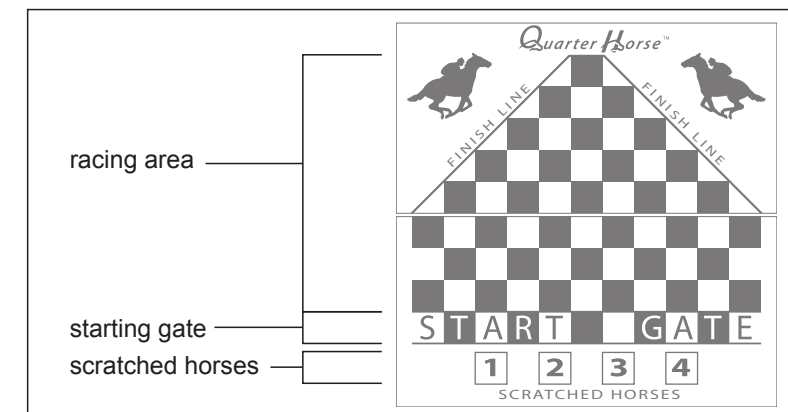 Quarter Horse™
FINISH LINE
FINISH LINE
racing area
starting gate
START GATE
scratched horses
1 2 3 4
SCRATCHED HORSES